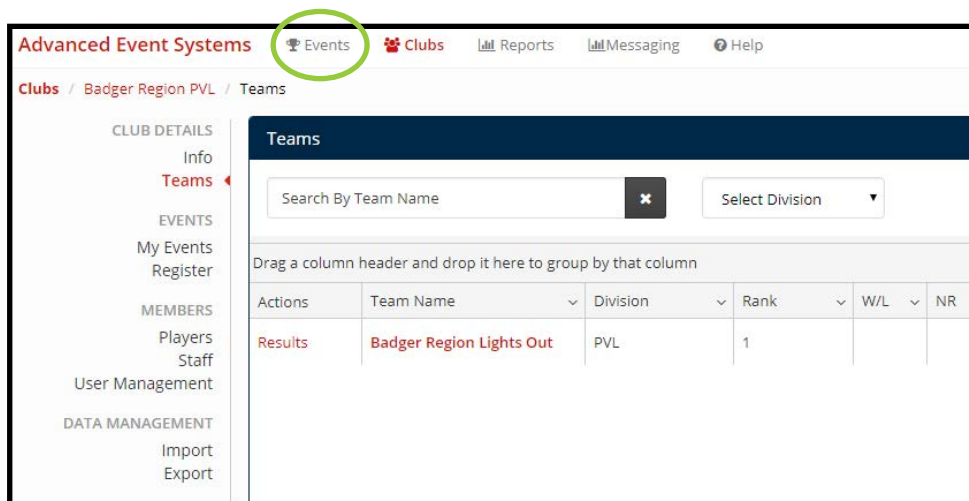 Advanced Event Systems Events Clubs Reports Messaging Help
Clubs / Badger Region PVL / Teams
CLUB DETAILS
Info
Teams
EVENTS
My Events
Register
MEMBERS
Players
Staff
User Management
DATA MANAGEMENT
Import
Export
Teams
Search By Team Name Select Division
Drag a column header and drop it here to group by that column
Actions Team Name Division Rank W/L NR
Results Badger Region Lights Out PVL 1